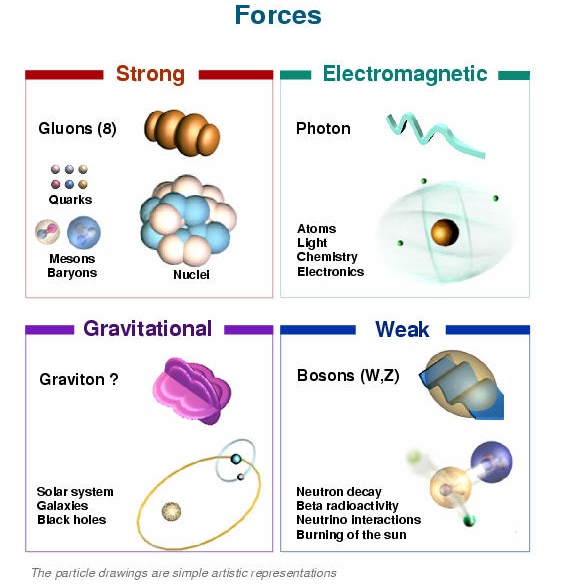 Forces
Strong
Gluons (8)
Quarks
Mesons
Baryons
Nuclei
Electromagnetic
Photon
Atoms
Light
Chemistry
Electronics
Gravitational
Graviton ?
Solar system
Galaxies
Black holes
Weak
Bosons (W,Z)
Neutron decay
Beta radioactivity
Neutrino interactions
Burning of the sun
The particle drawings are simple artistic representations